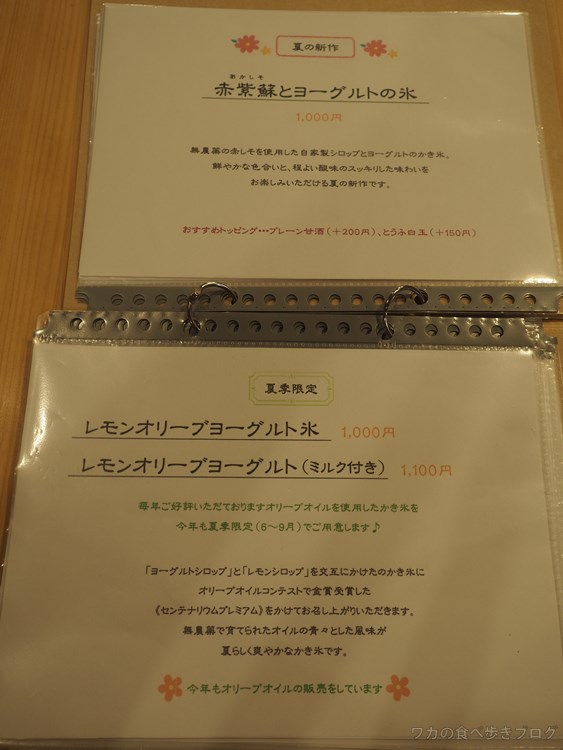 夏の新作
あかしそ
赤紫蘇とヨーグルトの氷
1,000円
無農薬の赤しそを使用した自家製シロップとヨーグルトのかき氷。
鮮やかな色合いと、程よい酸味のスッキリした味わいを
お楽しみいただける夏の新作です。
おすすめトッピング・・・プレーン甘酒（＋200円）、とうふ白玉（＋150円）
夏季限定
レモンオリーブヨーグルト氷 1,000円
レモンオリーブヨーグルト（ミルク付き） 1,100円
毎年ご好評いただておりますオリーブオイルを使用したかき氷を
今年も夏季限定（6～9月）でご用意します♪
「ヨーグルトシロップ」と「レモンシロップ」を交互にかけたのかき氷に
オリーブオイルコンテストで金賞受賞した
《センテナリウムプレミアム》をかけてお召し上がりいただきます。
無農薬で育てられたオイルの青々とした風味が
夏らしく爽やかなかき氷です。
今年もオリーブオイルの販売をしています
ワカの食べ歩きブログ